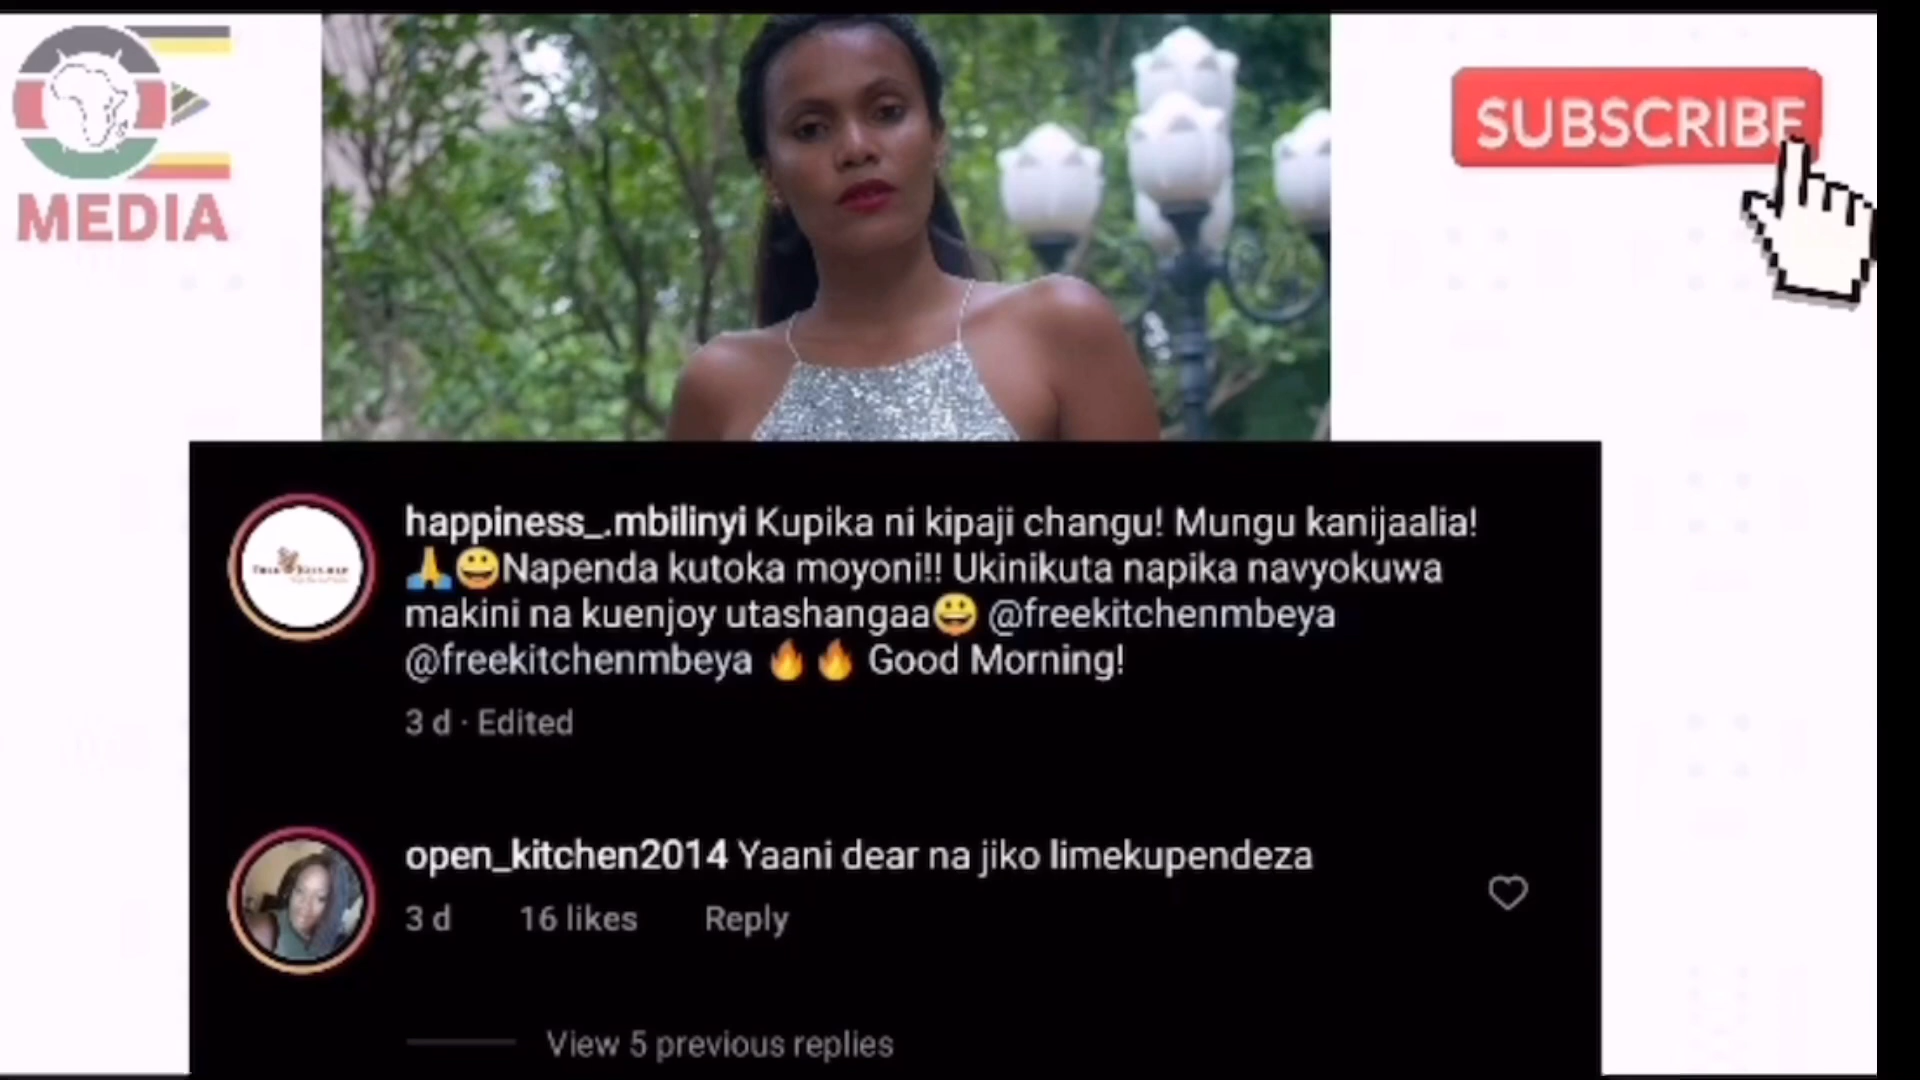 MEDIA
SUBSCRIBE
happiness_.mbilinyi Kupika ni kipaji changu! Mungu kanijaalia!
🙏😀Napenda kutoka moyoni!! Ukinikuta napika navyokuwa
makini na kuenjoy utashangaa😀 @freekitchenmbeya
@freekitchenmbeya 🔥🔥 Good Morning!
3 d · Edited
open_kitchen2014 Yaani dear na jiko limekupendeza
3 d 16 likes Reply
View 5 previous replies